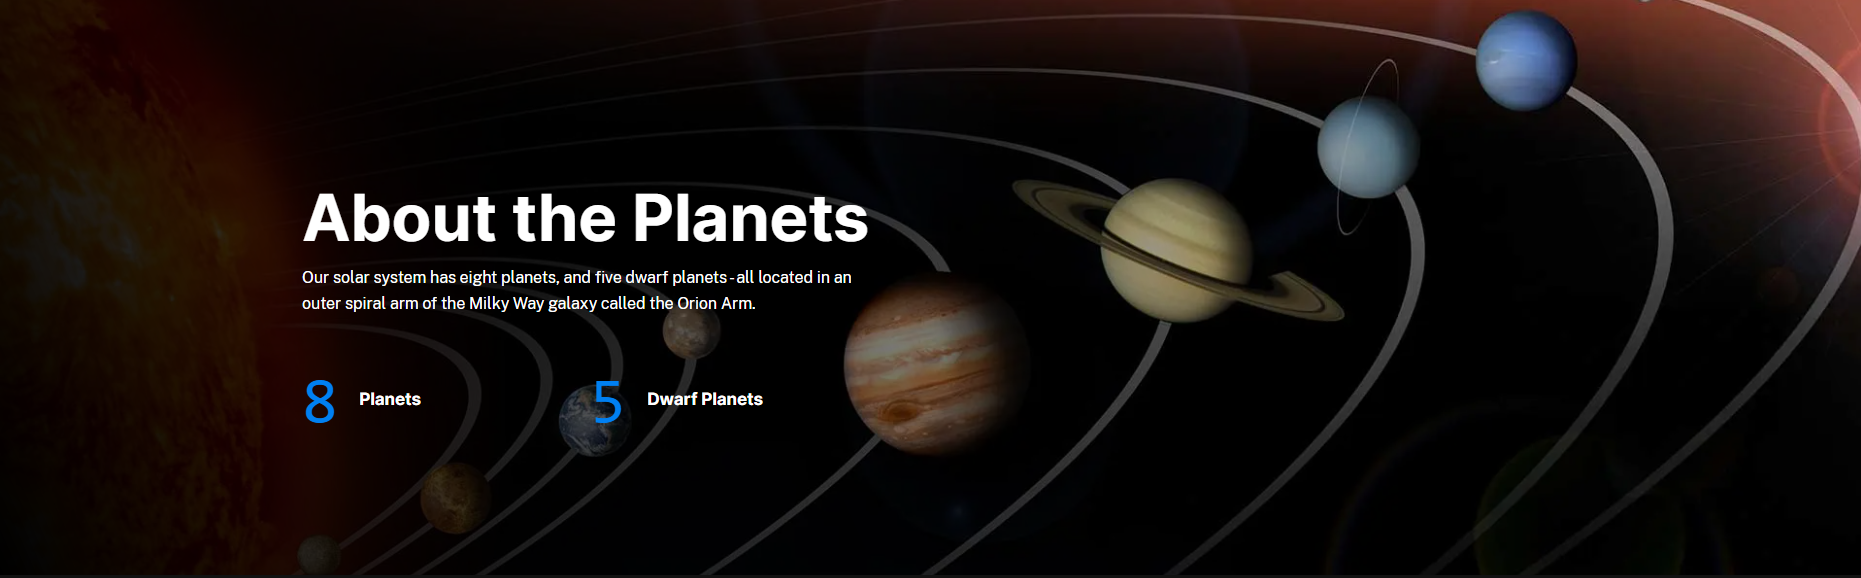 About the Planets
Our solar system has eight planets, and five dwarf planets - all located in an
outer spiral arm of the Milky Way galaxy called the Orion Arm.
8 Planets 5 Dwarf Planets